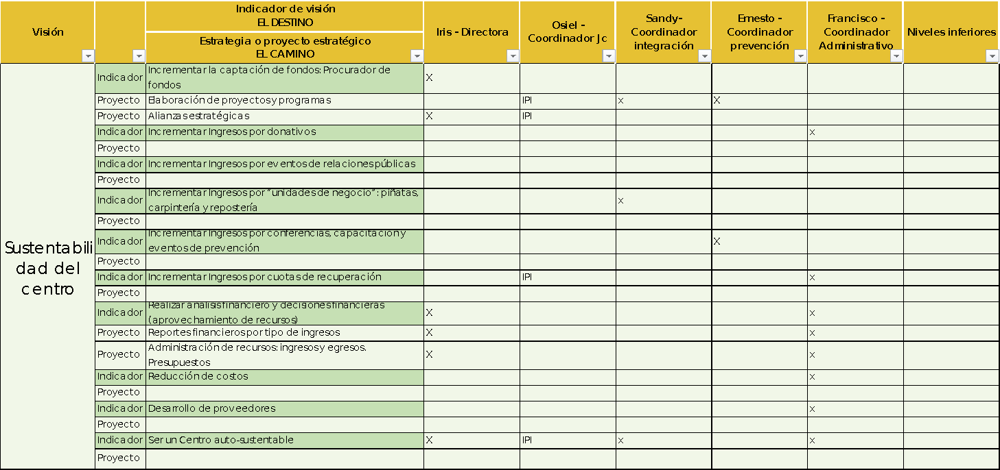 Visión
Indicador de visión
EL DESTINO
Estrategia o proyecto estratégico
EL CAMINO
Iris - Directora
Osiel -
Coordinador Jc
Sandy-
Coordinador
integración
Ernesto -
Coordinador
prevención
Francisco -
Coordinador
Administrativo
Niveles inferiores
Sustentabili
dad del
centro
Indicador
Incrementar la captación de fondos: Procurador de
fondos
X
Proyecto Elaboración de proyectos y programas IPI x X
Proyecto Alianzas estratégicas X IPI
Indicador Incrementar Ingresos por donativos x
Proyecto
Indicador Incrementar Ingresos por eventos de relaciones públicas
Proyecto
Indicador
Incrementar Ingresos por “unidades de negocio”: piñatas,
carpintería y repostería
x
Proyecto
Indicador
Incrementar Ingresos por conferencias, capacitación y
eventos de prevención
X
Proyecto
Indicador Incrementar Ingresos por cuotas de recuperación IPI x
Proyecto
Indicador
Realizar análisis financiero y decisiones financieras
(aprovechamiento de recursos)
X x
Proyecto Reportes financieros por tipo de ingresos X x
Proyecto
Administración de recursos: ingresos y egresos.
Presupuestos
X x
Indicador Reducción de costos x
Proyecto
Indicador Desarrollo de proveedores x
Proyecto
Indicador Ser un Centro auto-sustentable X IPI x x
Proyecto